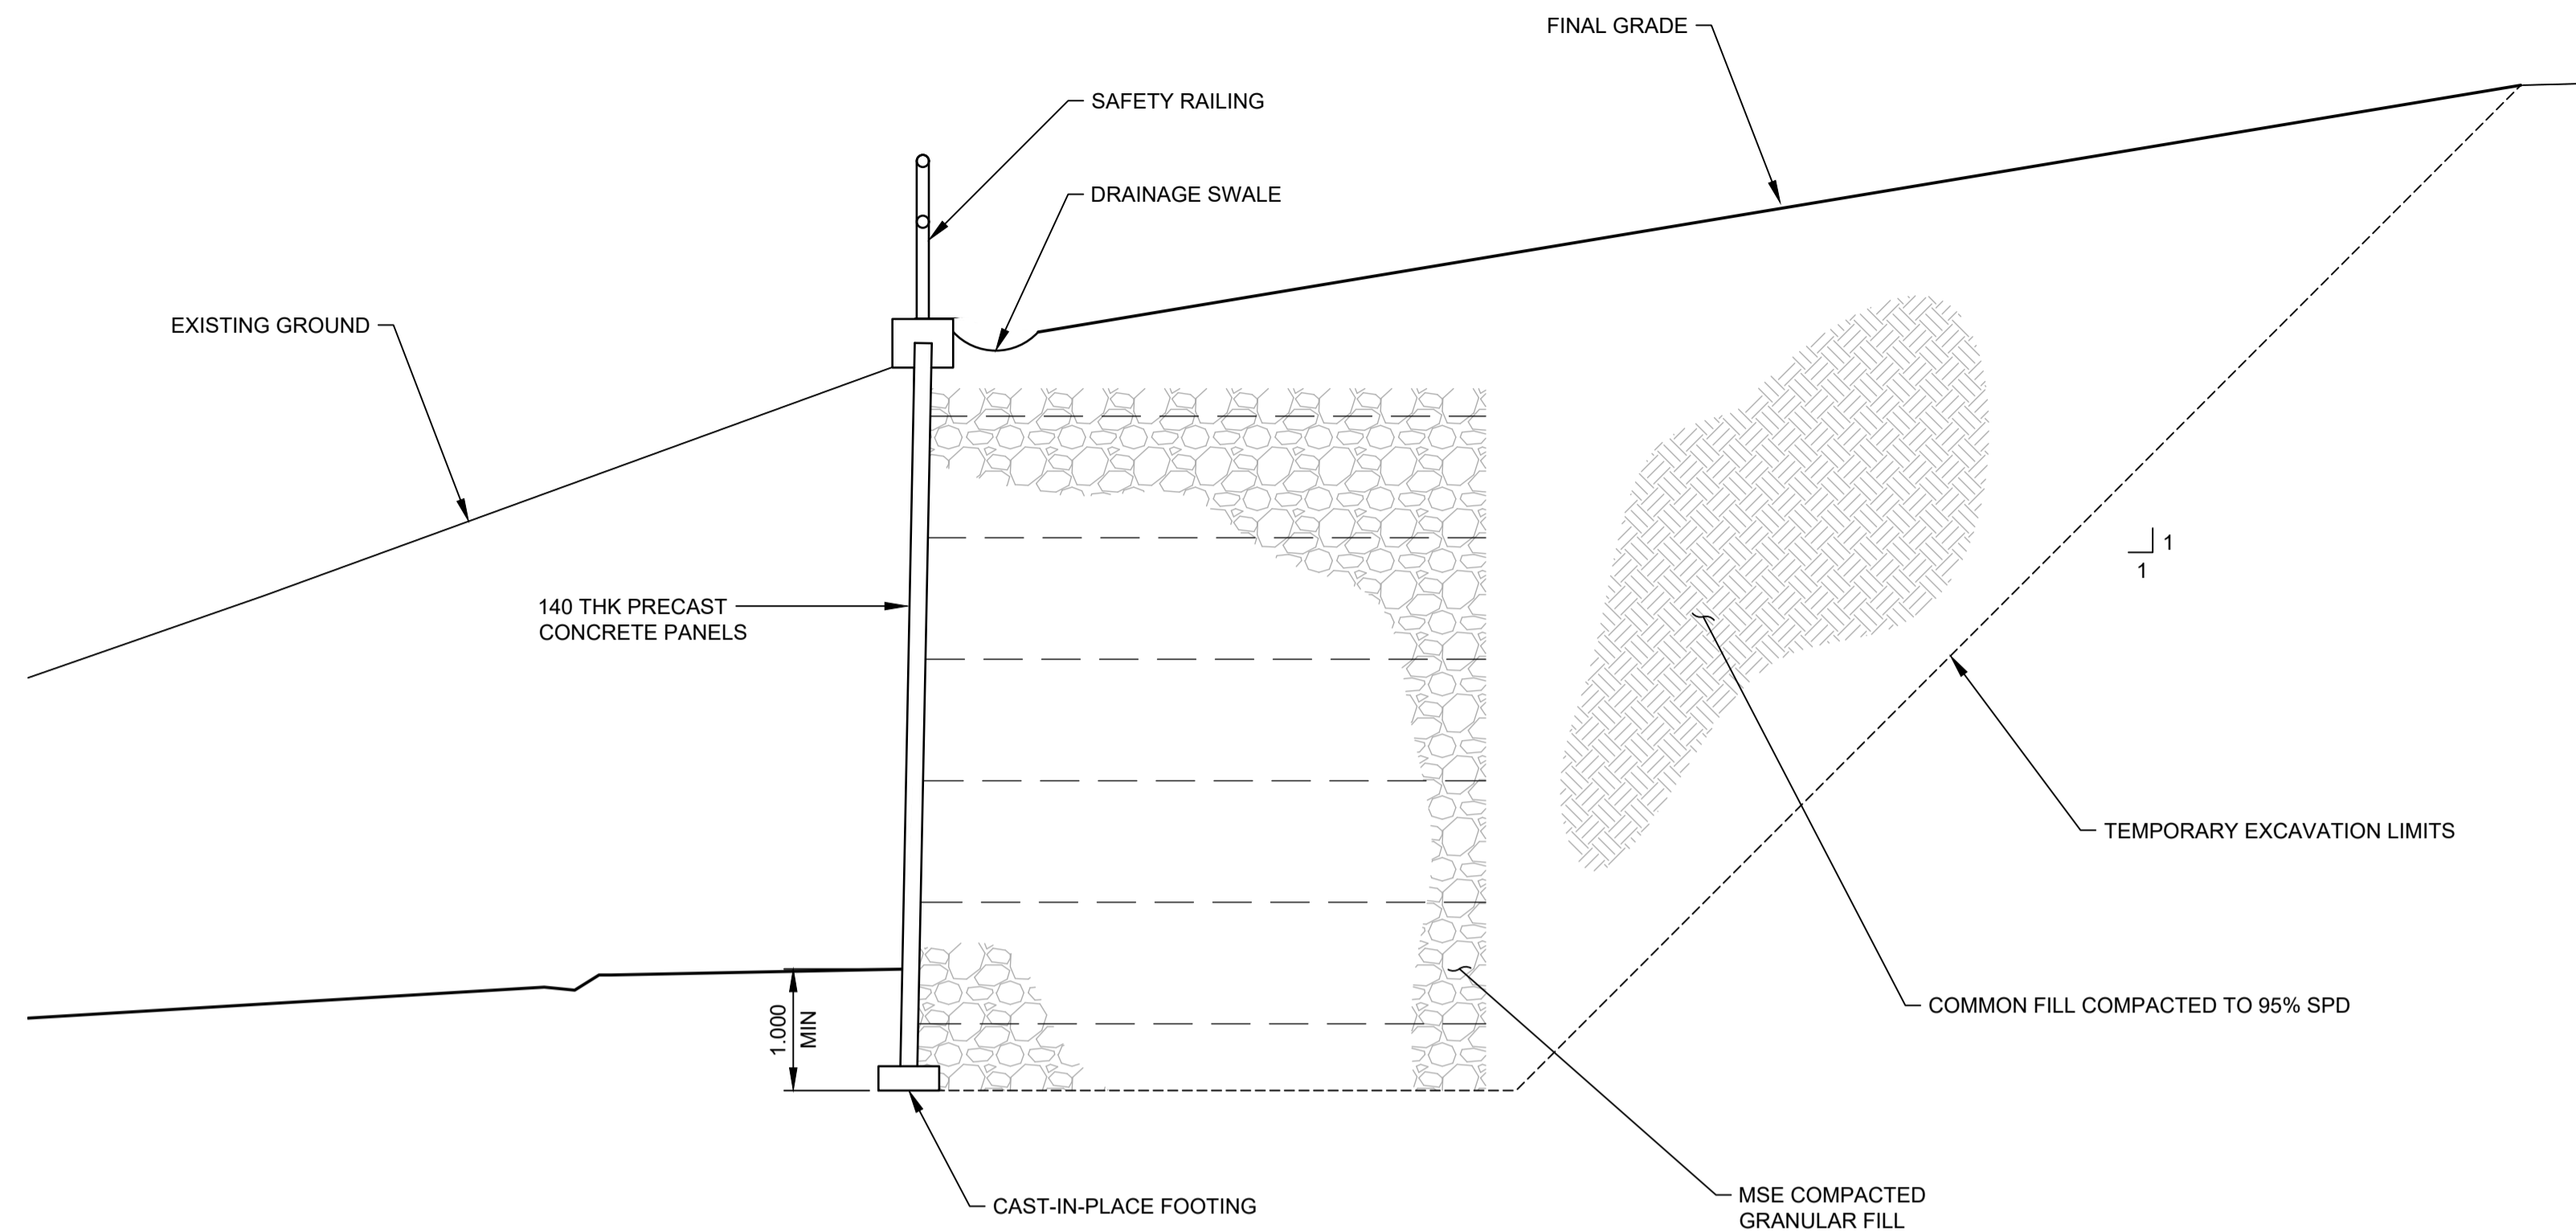 FINAL GRADE
SAFETY RAILING
DRAINAGE SWALE
EXISTING GROUND
1
1
140 THK PRECAST
CONCRETE PANELS
TEMPORARY EXCAVATION LIMITS
1.000
MIN
COMMON FILL COMPACTED TO 95% SPD
CAST-IN-PLACE FOOTING
MSE COMPACTED
GRANULAR FILL